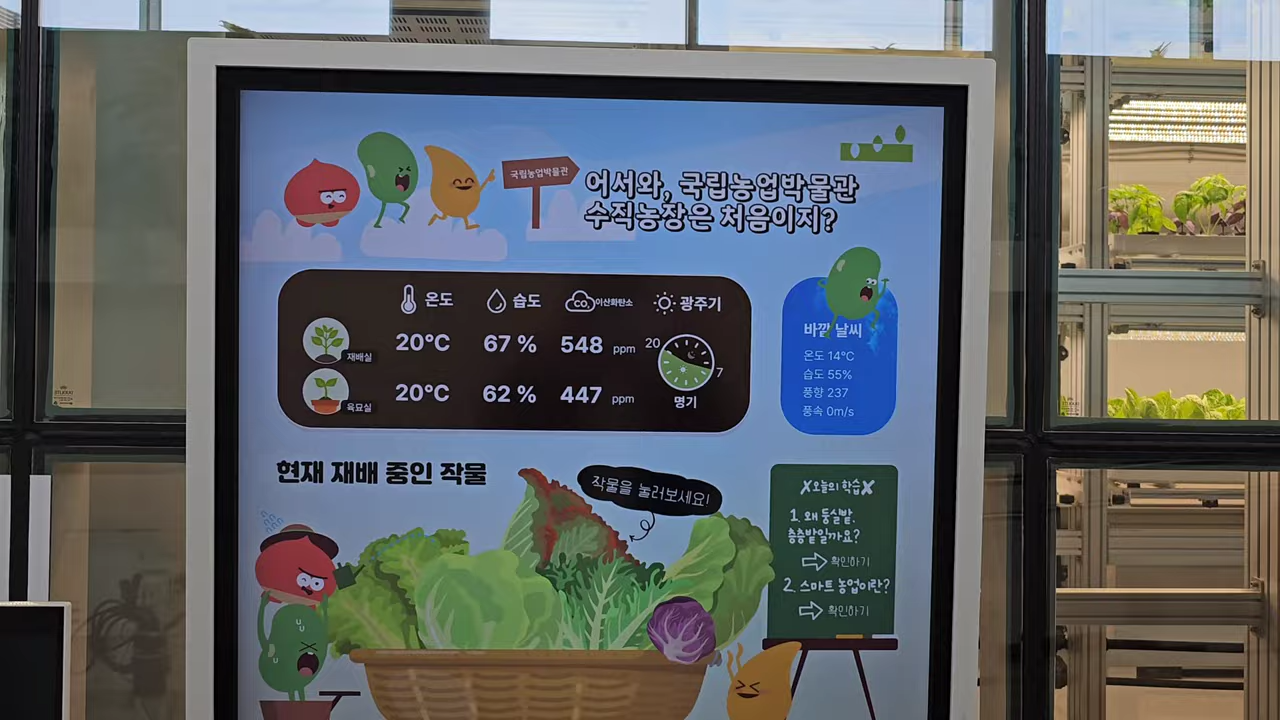 국립농업박물관
어서와, 국립농업박물관
수직농장은 처음이지?
온도 습도 CO₂ 이산화탄소 광주기
재배실 20°C 67 % 548 ppm
육묘실 20°C 62 % 447 ppm
20
7
명기
바깥 날씨
온도 14°C
습도 55%
풍향 237
풍속 0m/s
현재 재배 중인 작물
작물을 눌러보세요!
오늘의 학습
1. 왜 둥실밭,
층층밭일까요?
확인하기
2. 스마트 농업이란?
확인하기